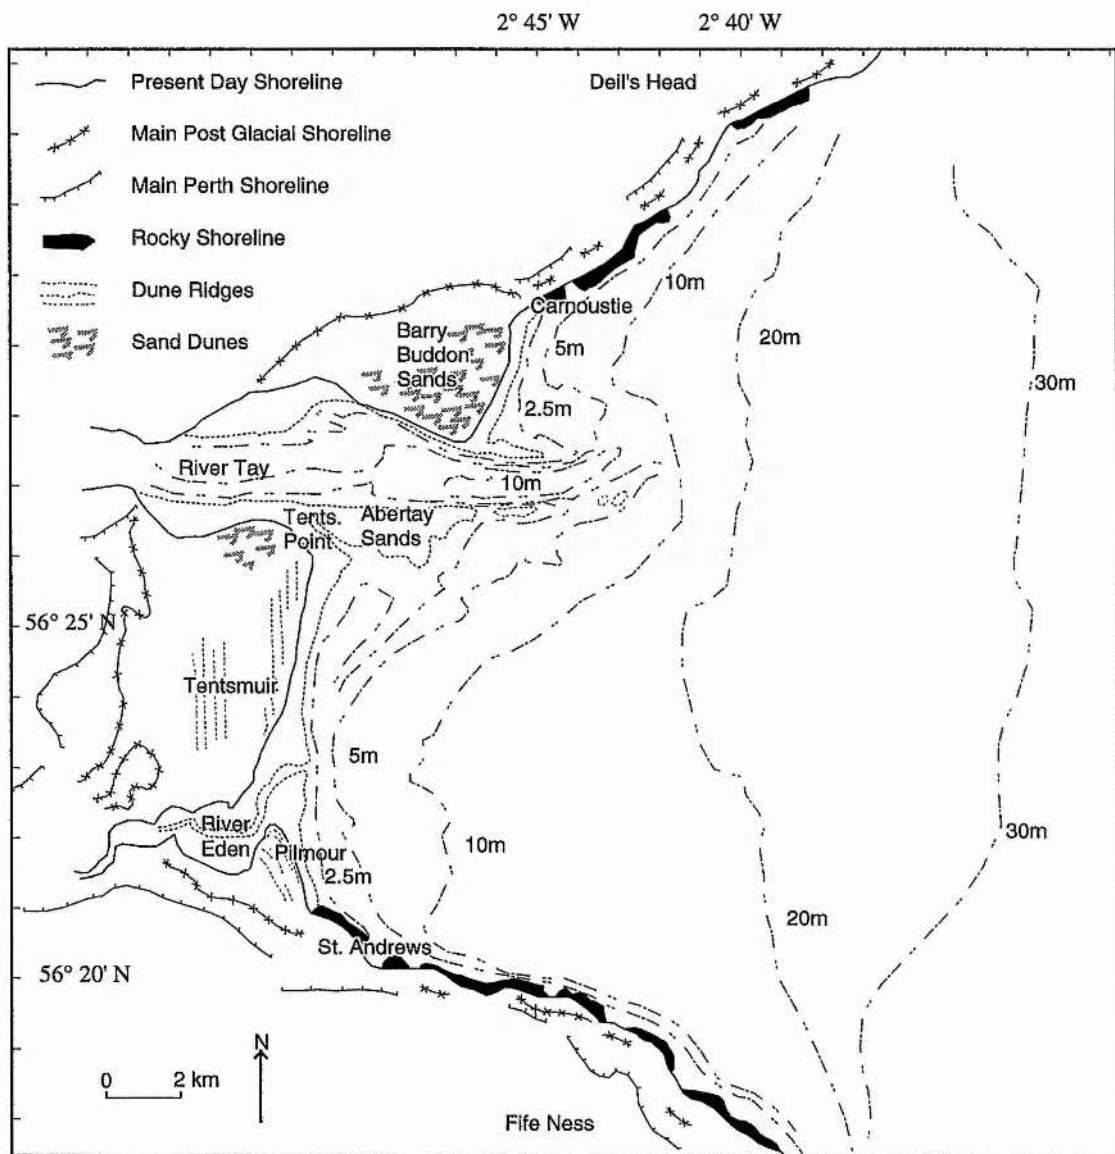 2° 45' W
2° 40' W
Present Day Shoreline
Main Post Glacial Shoreline
Main Perth Shoreline
Rocky Shoreline
Dune Ridges
Sand Dunes
Deil's Head
10m
Carnoustie
20m
Barry
Buddon
Sands
5m
30m
2.5m
River Tay
10m
Tents.
Point
Abertay
Sands
56° 25' N
Tentsmuir
5m
River
Eden
Pilmour
10m
30m
2.5m
20m
St. Andrews
56° 20' N
N
0
2 km
Fife Ness